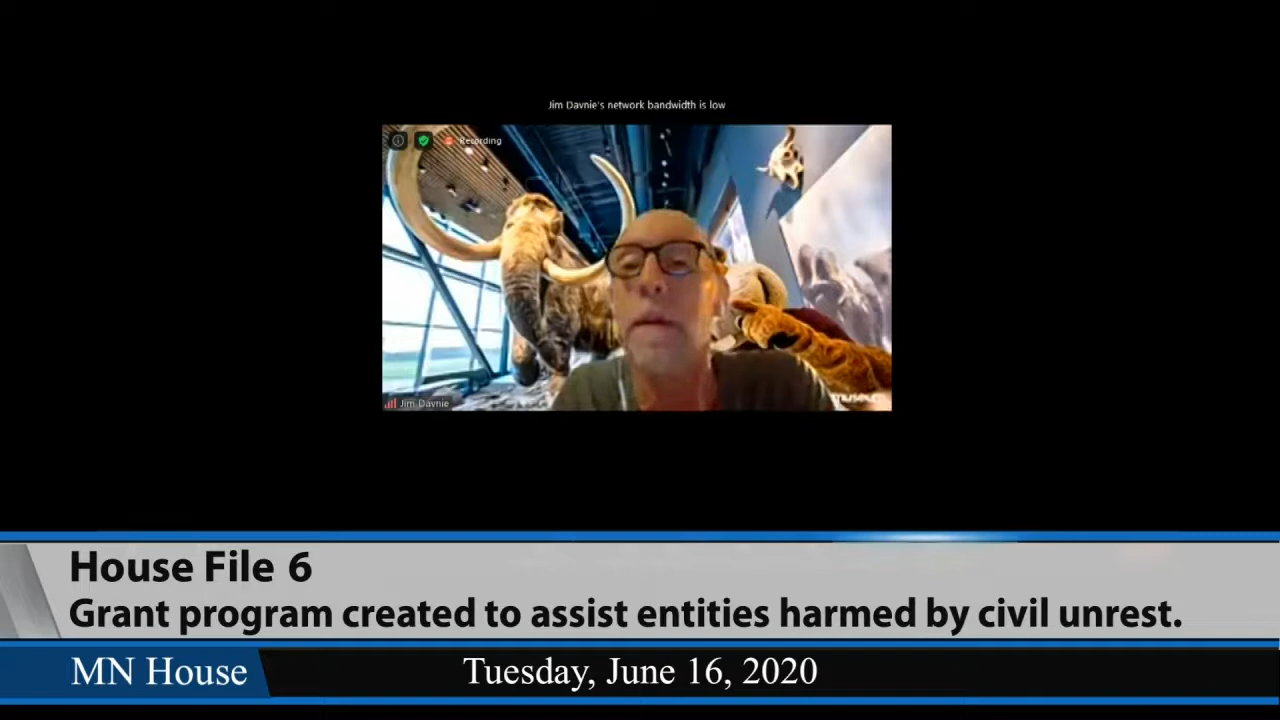 Jim Davnie's network bandwidth is low
Recording
Jim Davnie
museum
House File 6
Grant program created to assist entities harmed by civil unrest.
MN House
Tuesday, June 16, 2020